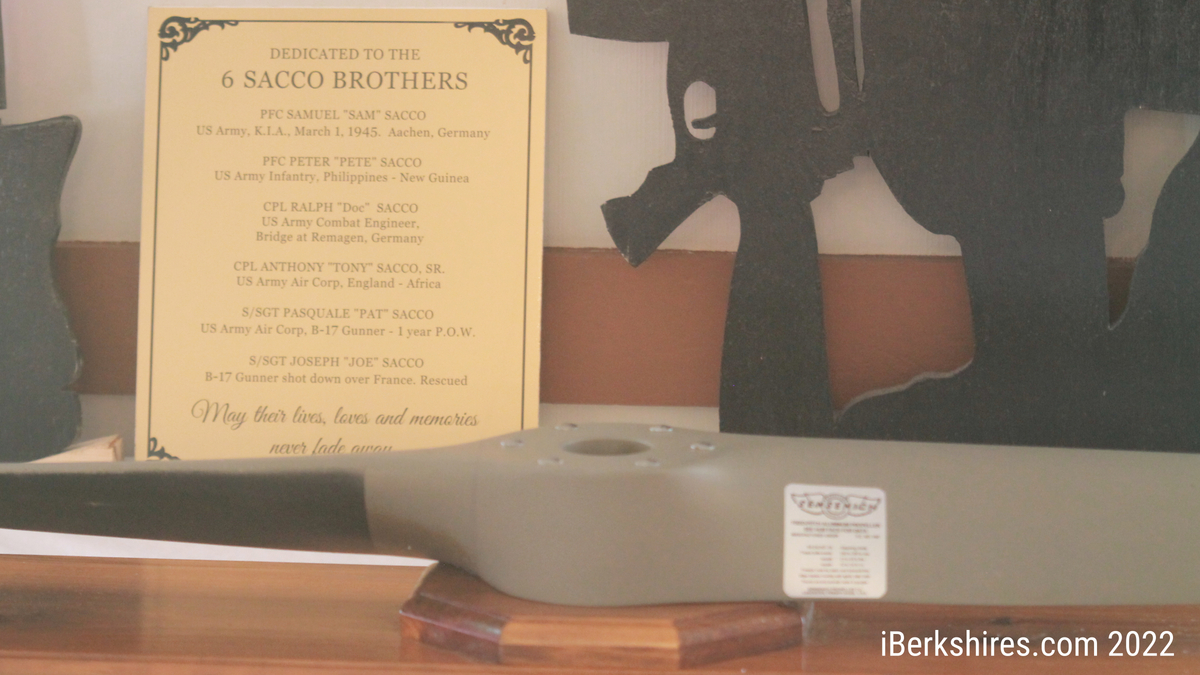 DEDICATED TO THE
6 SACCO BROTHERS
PFC SAMUEL "SAM" SACCO
US Army, K.I.A., March 1, 1945. Aachen, Germany
PFC PETER "PETE" SACCO
US Army Infantry, Philippines - New Guinea
CPL RALPH "Doc" SACCO
US Army Combat Engineer,
Bridge at Remagen, Germany
CPL ANTHONY "TONY" SACCO, SR.
US Army Air Corp, England - Africa
S/SGT PASQUALE "PAT" SACCO
US Army Air Corp, B-17 Gunner - 1 year P.O.W.
S/SGT JOSEPH "JOE" SACCO
B-17 Gunner shot down over France. Rescued
May their lives, loves and memories
never fade away
SENSENICH
iBerkshires.com 2022